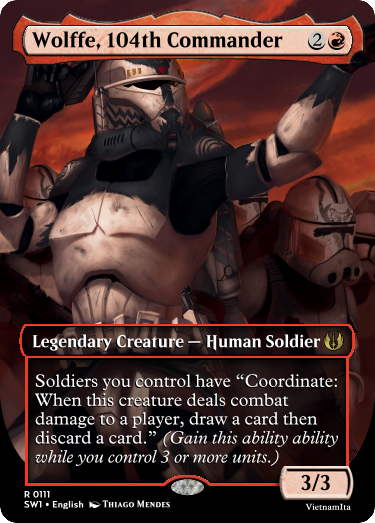 Wolffe, 104th Commander 2
Legendary Creature — Human Soldier
Soldiers you control have “Coordinate:
When this creature deals combat
damage to a player, draw a card then
discard a card.” (Gain this ability ability
while you control 3 or more units.)
3/3
R 0111
SW1 • English Thiago Mendes
VietnamIta